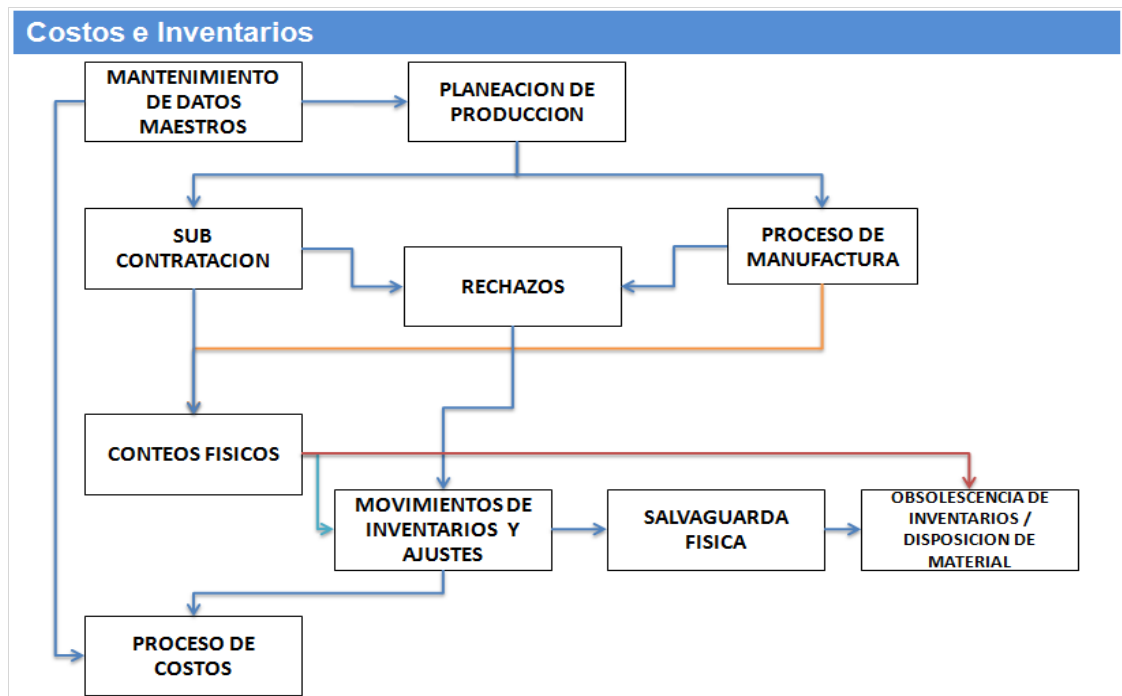 Costos e Inventarios
MANTENIMIENTO
DE DATOS
MAESTROS
PLANEACION DE
PRODUCCION
SUB
CONTRATACION
RECHAZOS
PROCESO DE
MANUFACTURA
CONTEOS FISICOS
MOVIMIENTOS DE
INVENTARIOS Y
AJUSTES
SALVAGUARDA
FISICA
OBSOLESCENCIA DE
INVENTARIOS /
DISPOSICION DE
MATERIAL
PROCESO DE
COSTOS